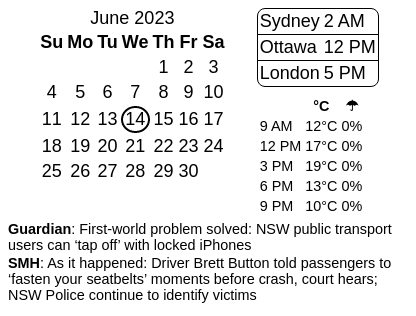 June 2023
Su Mo Tu We Th Fr Sa
1 2 3
4 5 6 7 8 9 10
11 12 13 14 15 16 17
18 19 20 21 22 23 24
25 26 27 28 29 30
Sydney 2 AM
Ottawa 12 PM
London 5 PM
°C ☂
9 AM 12°C 0%
12 PM 17°C 0%
3 PM 19°C 0%
6 PM 13°C 0%
9 PM 10°C 0%
Guardian: First-world problem solved: NSW public transport
users can ‘tap off’ with locked iPhones
SMH: As it happened: Driver Brett Button told passengers to
‘fasten your seatbelts’ moments before crash, court hears;
NSW Police continue to identify victims